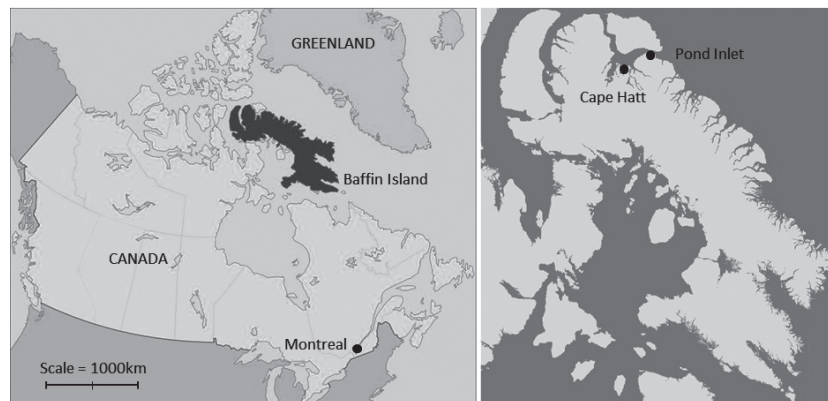 GREENLAND
Baffin Island
CANADA
Montreal
Scale = 1000km
Pond Inlet
Cape Hatt